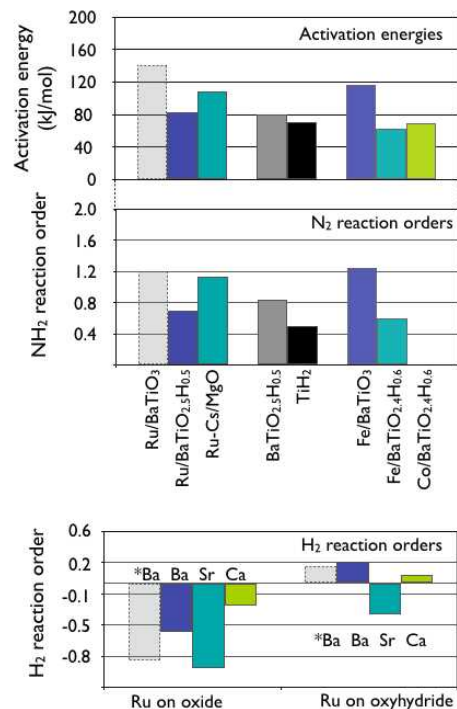 Activation energy
(kJ/mol)
200
160
120
80
40
0
Activation energies
NH₂ reaction order
2.0
1.6
1.2
0.8
0.4
N₂ reaction orders
Ru/BaTiO₃
Ru/BaTiO₂.₅H₀.₅
Ru-Cs/MgO
BaTiO₂.₅H₀.₅
TiH₂
Fe/BaTiO₃
Fe/BaTiO₂.₄H₀.₆
Co/BaTiO₂.₄H₀.₆
H₂ reaction order
0.6
0.2
-0.1
-0.5
-0.8
H₂ reaction orders
*Ba Ba Sr Ca
*Ba Ba Sr Ca
Ru on oxide
Ru on oxyhydride